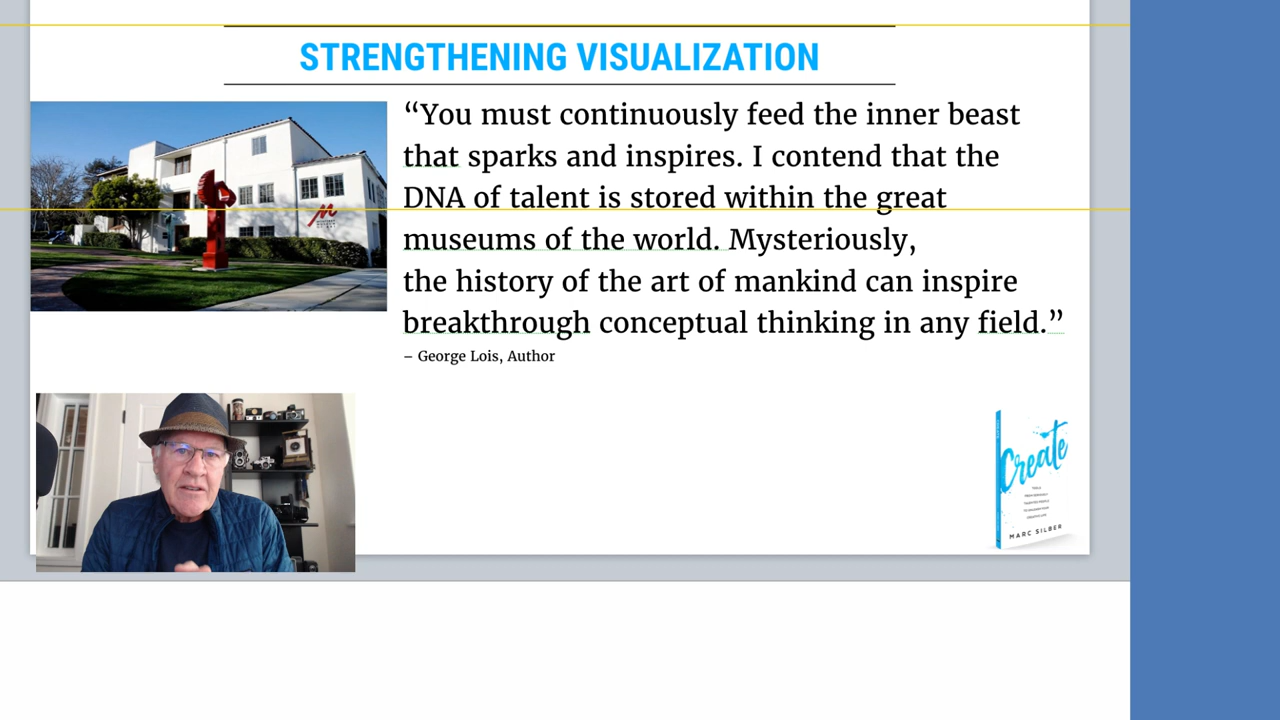 STRENGTHENING VISUALIZATION
“You must continuously feed the inner beast
that sparks and inspires. I contend that the
DNA of talent is stored within the great
museums of the world. Mysteriously,
the history of the art of mankind can inspire
breakthrough conceptual thinking in any field.”
– George Lois, Author
Create
MARC SILBER